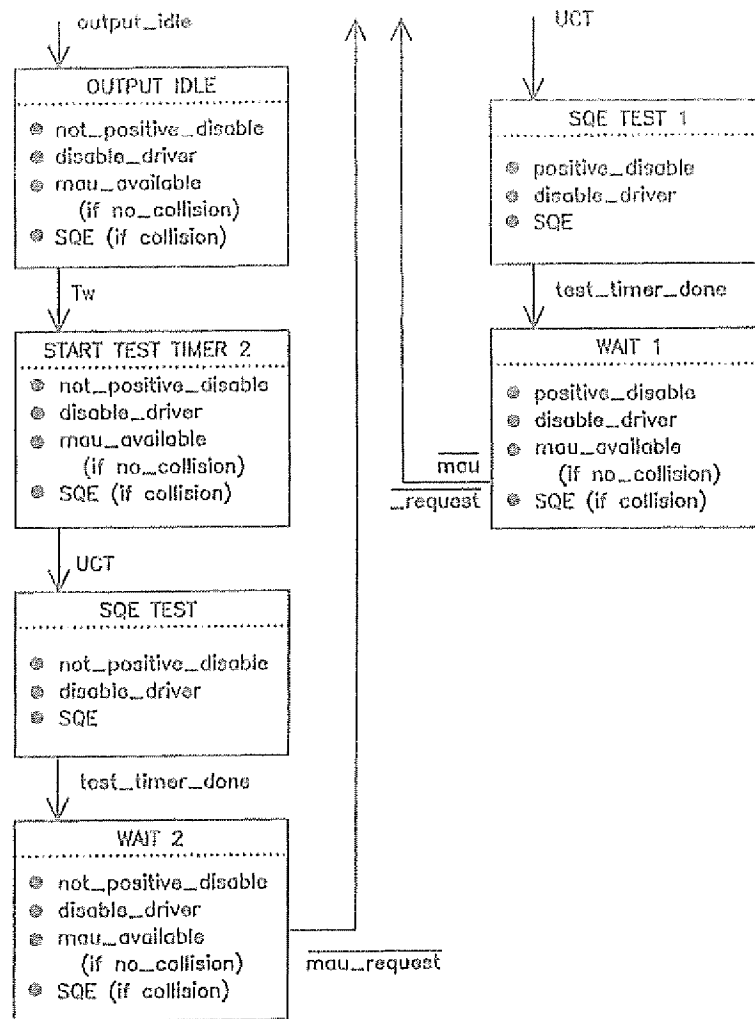 output_idle
OUTPUT IDLE
not_positive_disable
disable_driver
mau_available
(if no_collision)
SQE (if collision)
Tw
START TEST TIMER 2
not_positive_disable
disable_driver
mau_available
(if no_collision)
SQE (if collision)
UCT
SQE TEST
not_positive_disable
disable_driver
SQE
test_timer_done
WAIT 2
not_positive_disable
disable_driver
mau_available
(if no_collision)
SQE (if collision)
mau_request
UCT
SQE TEST 1
positive_disable
disable_driver
SQE
test_timer_done
WAIT 1
positive_disable
disable_driver
mau_available
(if no_collision)
SQE (if collision)
mau
_request